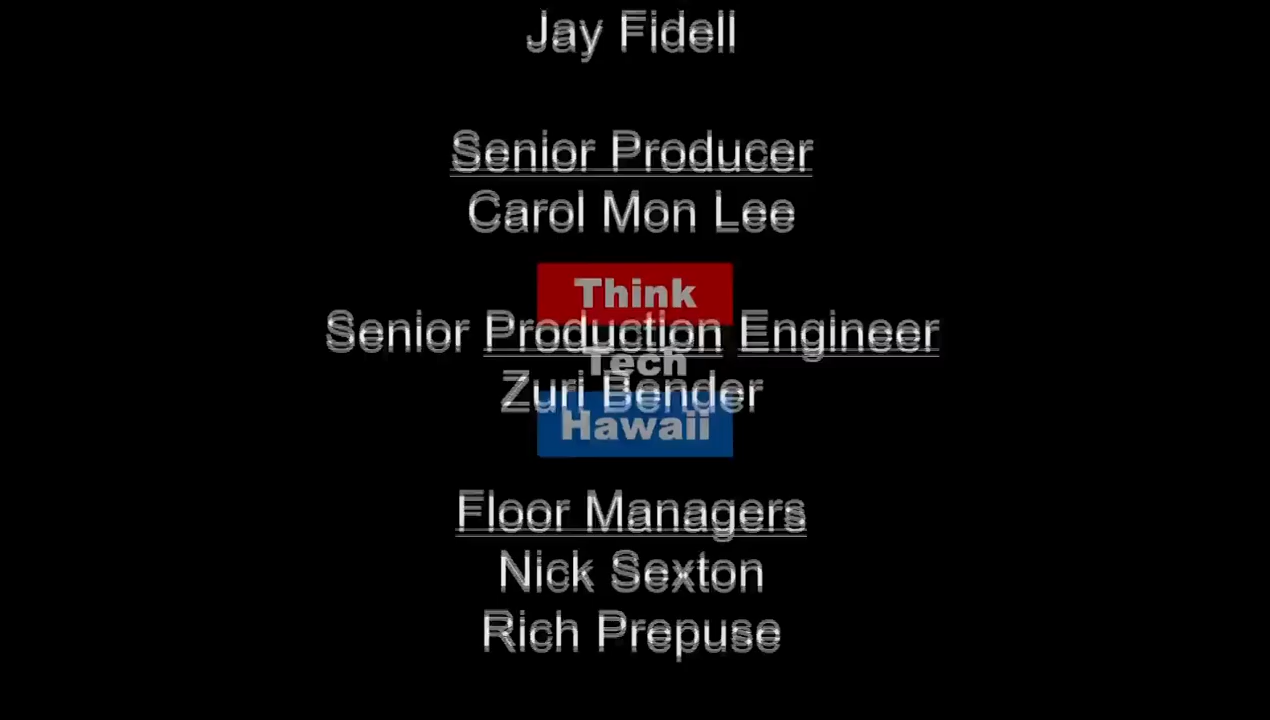 Jay Fidell
Senior Producer
Carol Mon Lee
Think
Senior Production Engineer
Tech
Zuri Bender
Hawaii
Floor Managers
Nick Sexton
Rich Prepuse